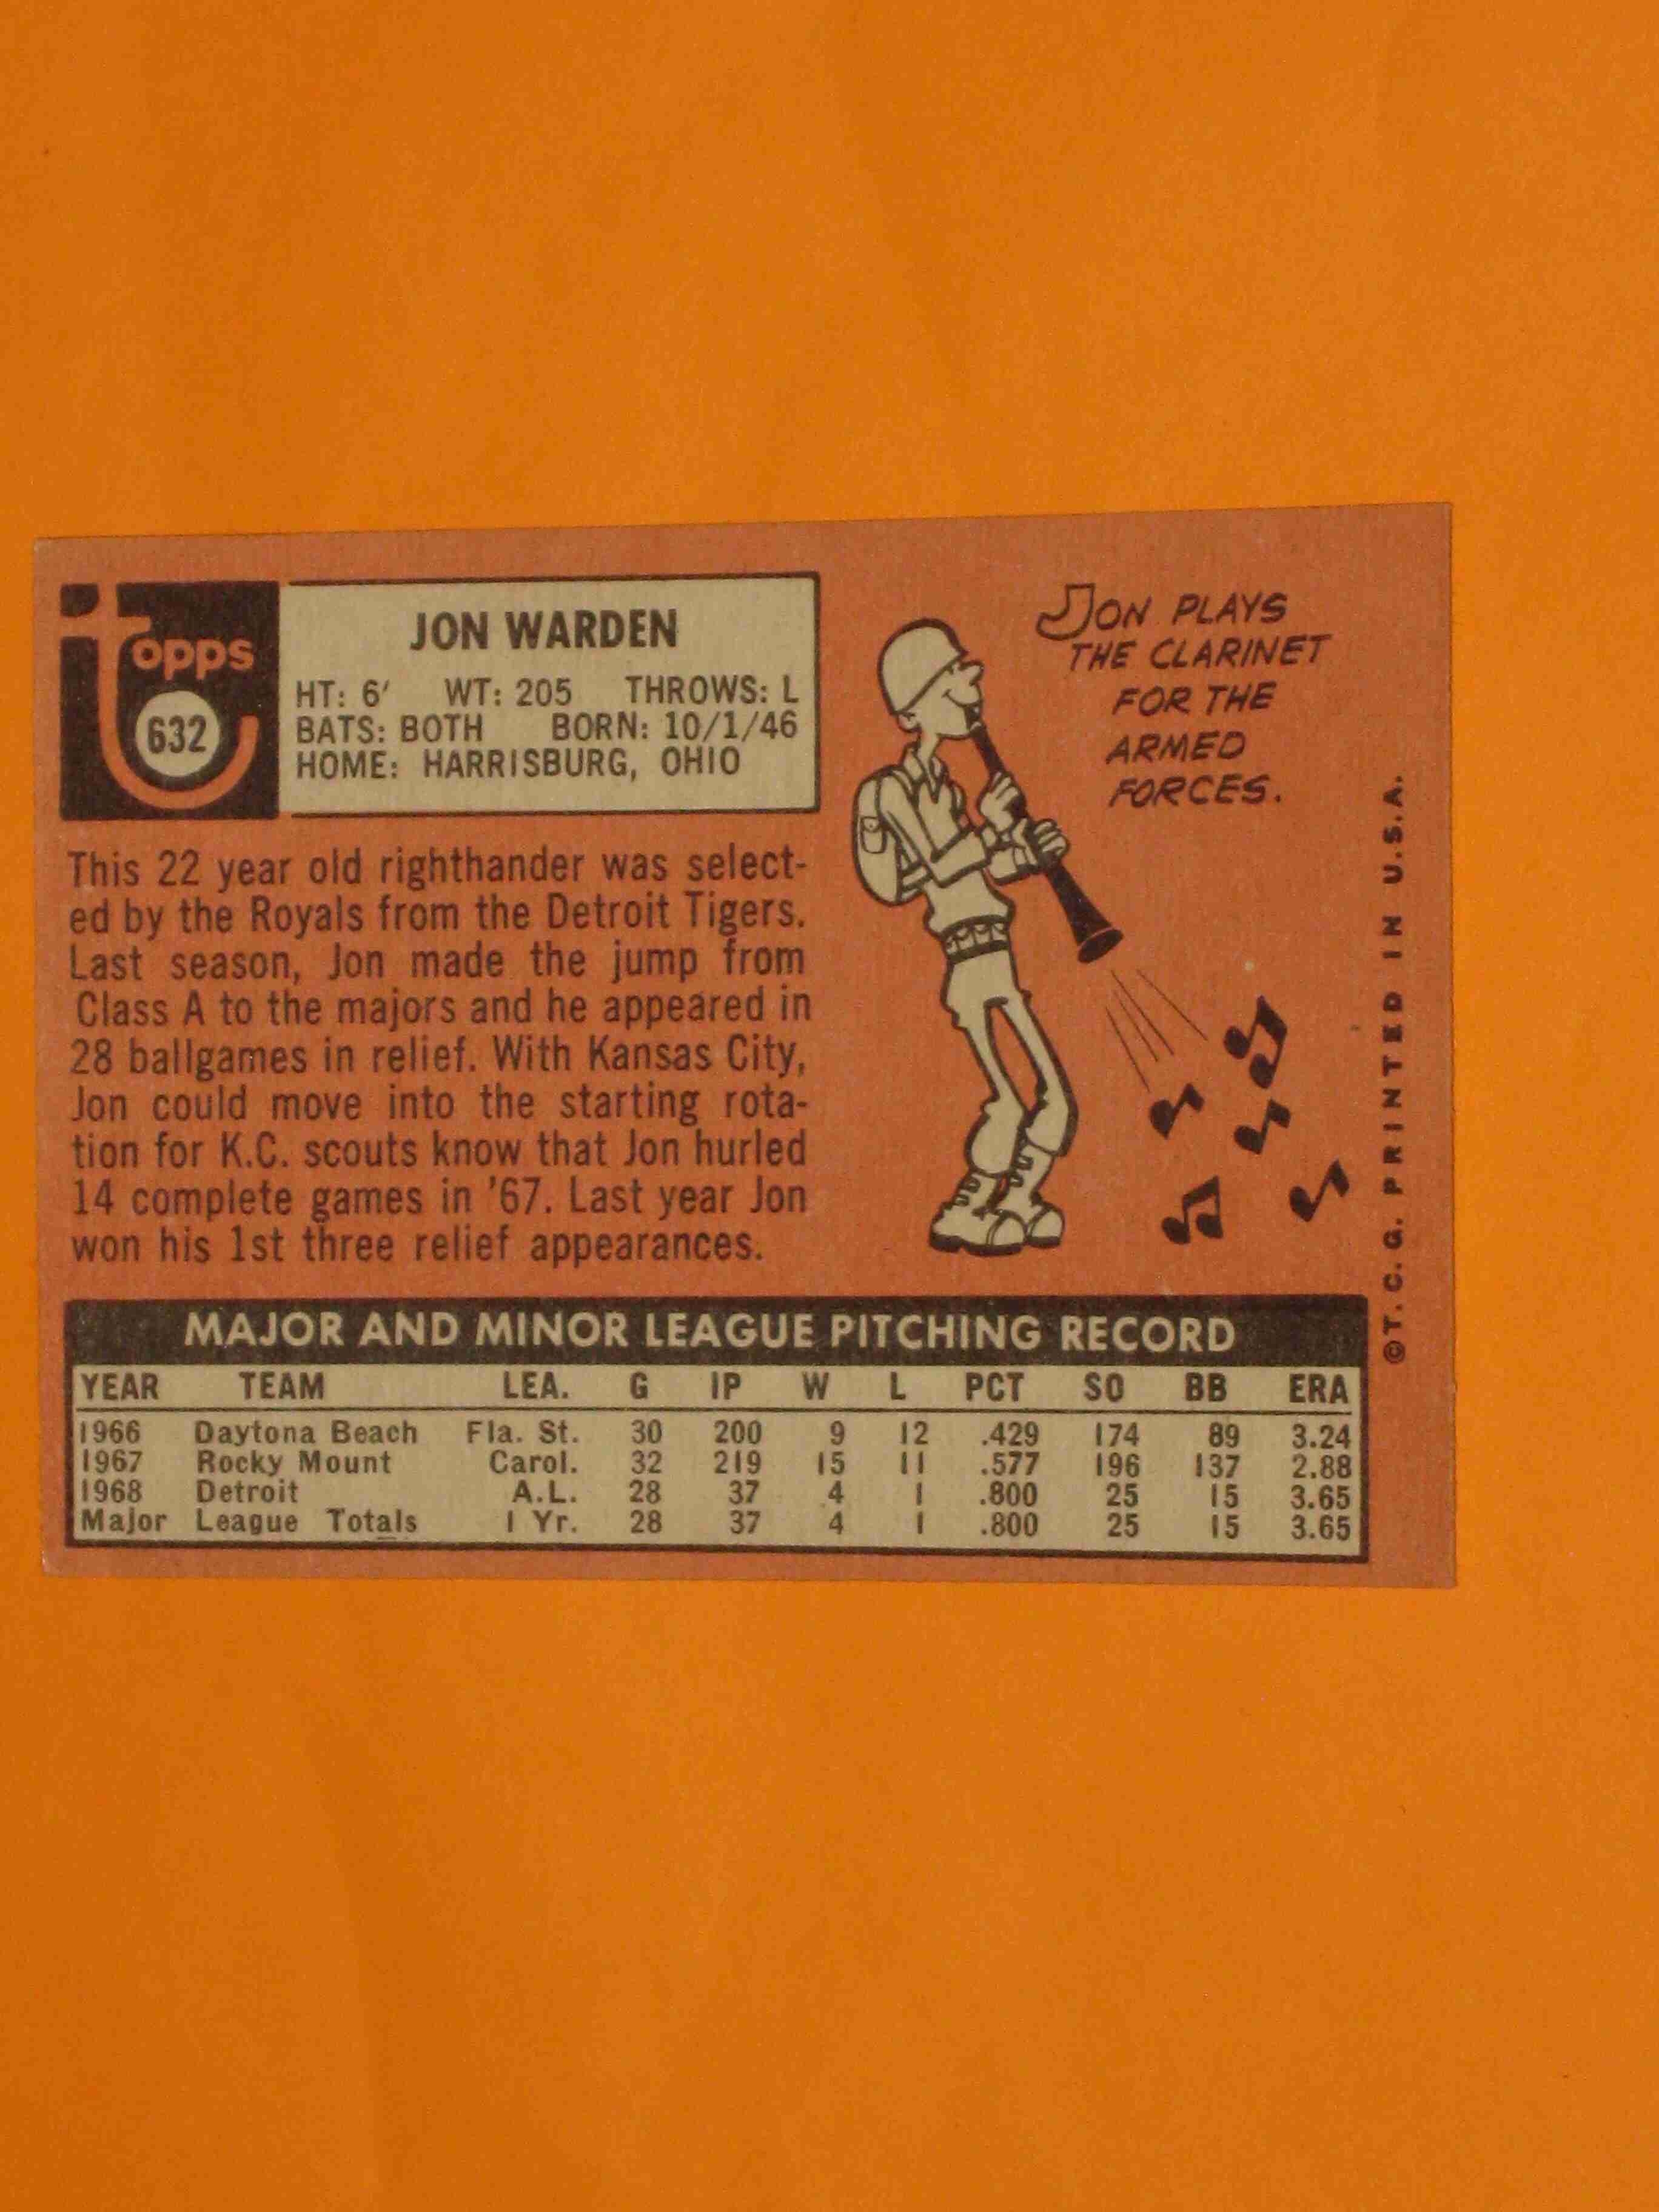 Topps
632
JON WARDEN
HT: 6' WT: 205 THROWS: L
BATS: BOTH BORN: 10/1/46
HOME: HARRISBURG, OHIO
This 22 year old righthander was select-
ed by the Royals from the Detroit Tigers.
Last season, Jon made the jump from
Class A to the majors and he appeared in
28 ballgames in relief. With Kansas City,
Jon could move into the starting rota-
tion for K.C. scouts know that Jon hurled
14 complete games in '67. Last year Jon
won his 1st three relief appearances.
JON PLAYS
THE CLARINET
FOR THE
ARMED
FORCES.
©T.C.G. PRINTED IN U.S.A.
MAJOR AND MINOR LEAGUE PITCHING RECORD
YEAR TEAM LEA. G IP W L PCT SO BB ERA
1966 Daytona Beach Fla. St. 30 200 9 12 .429 174 89 3.24
1967 Rocky Mount Carol. 32 219 15 11 .577 196 137 2.88
1968 Detroit A.L. 28 37 4 1 .800 25 15 3.65
Major League Totals 1 Yr. 28 37 4 1 .800 25 15 3.65